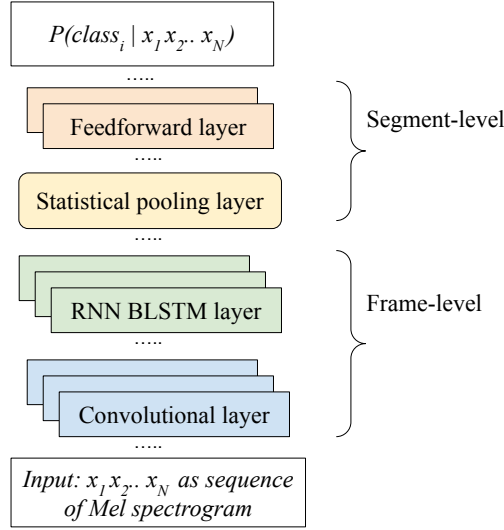 P(class_i | x_1 x_2.. x_N)
.....
Feedforward layer
Segment-level
.....
Statistical pooling layer
.....
RNN BLSTM layer
Frame-level
.....
Convolutional layer
.....
Input: x_1 x_2.. x_N as sequence
of Mel spectrogram